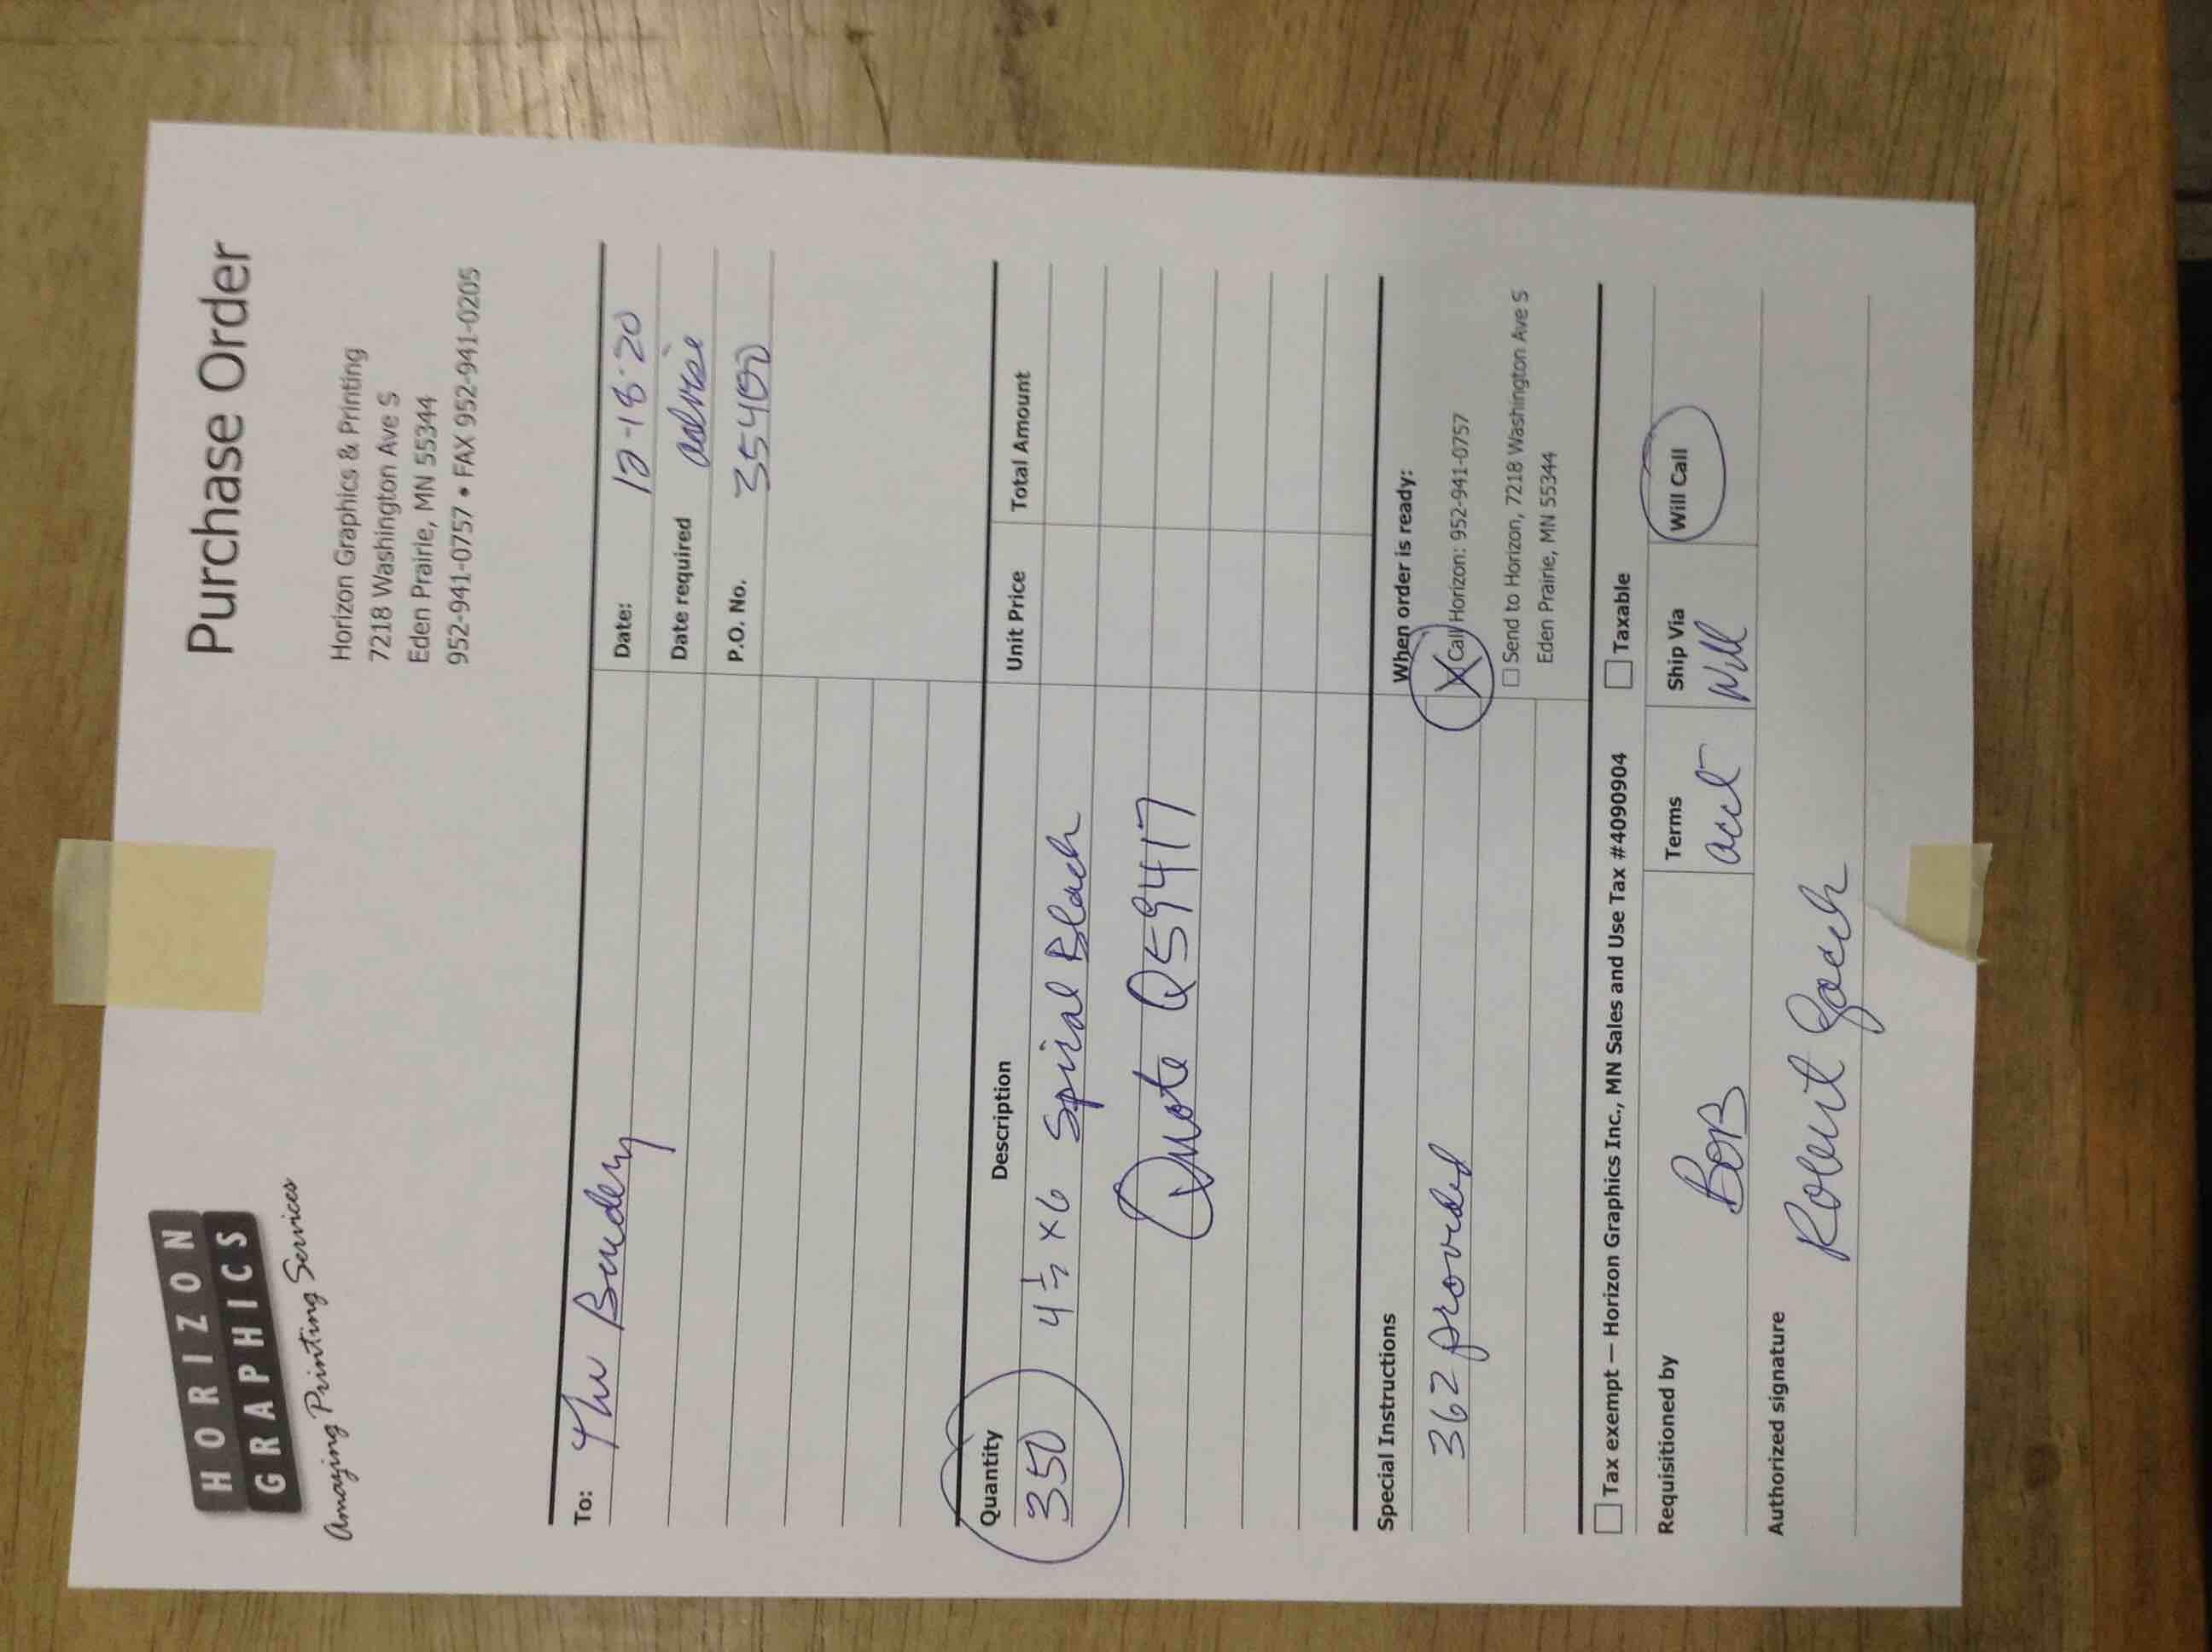 HORIZON
GRAPHICS
Amazing Printing Services
Purchase Order
Horizon Graphics & Printing
7218 Washington Ave S
Eden Prairie, MN 55344
952-941-0757 • FAX 952-941-0205
To: The Bindery
Date: 12-18-20
Date required advise
P.O. No. 35400
Quantity Description Unit Price Total Amount
350 4 1/2 x 6 Spiral Black
Quote Q59417
Special Instructions
362 provided
When order is ready:
Call Horizon: 952-941-0757
Send to Horizon, 7218 Washington Ave S
Eden Prairie, MN 55344
Tax exempt — Horizon Graphics Inc., MN Sales and Use Tax #4090904 Taxable
Requisitioned by Terms Ship Via Will Call
BOB acct Will
Authorized signature
Robert